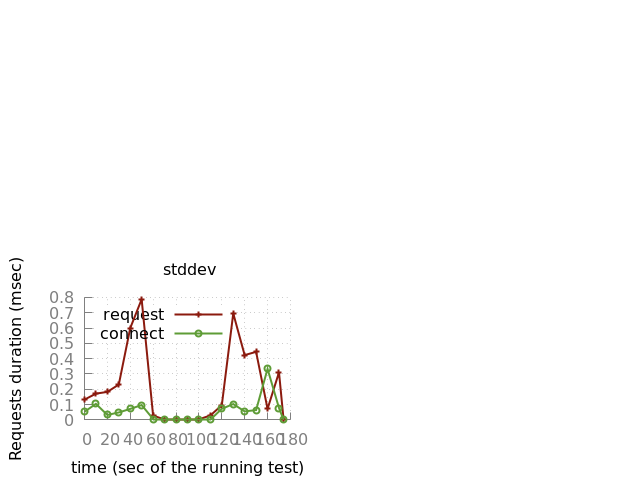 stddev
Requests duration (msec)
0.8
0.7
0.6
0.5
0.4
0.3
0.2
0.1
0
request
connect
0 20 40 60 80 100 120 140 160 180
time (sec of the running test)